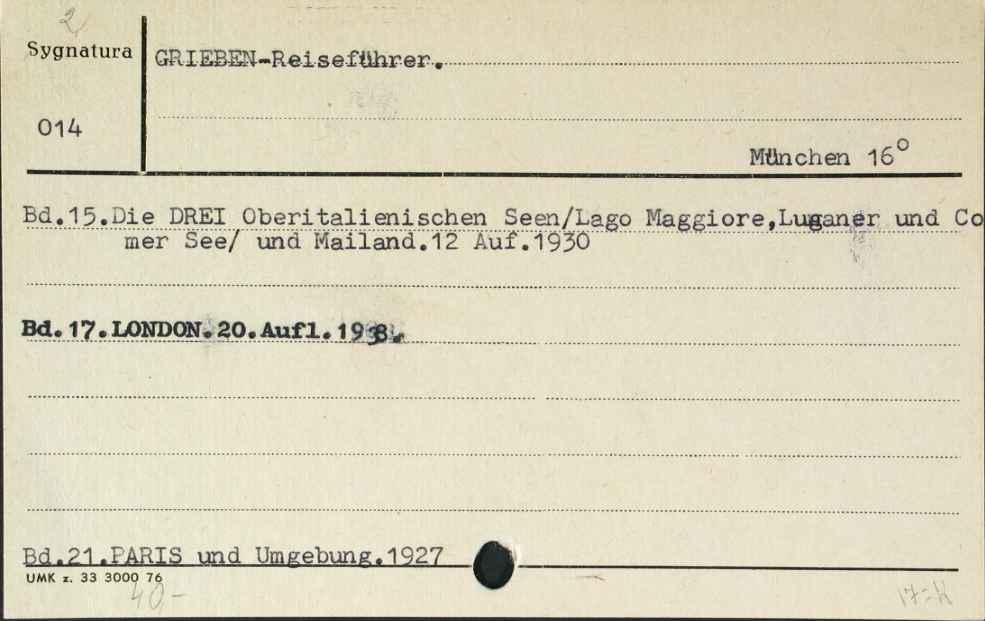 2
Sygnatura
GRIEBEN-Reiseführer.
014
München 16°
Bd.15.Die DREI Oberitalienischen Seen/Lago Maggiore,Luganer und Co
mer See/ und Mailand.12 Auf.1930
Bd.17.LONDON.20.Aufl.1938.
Bd.21.PARIS und Umgebung.1927
UMK z. 33 3000 76
40-